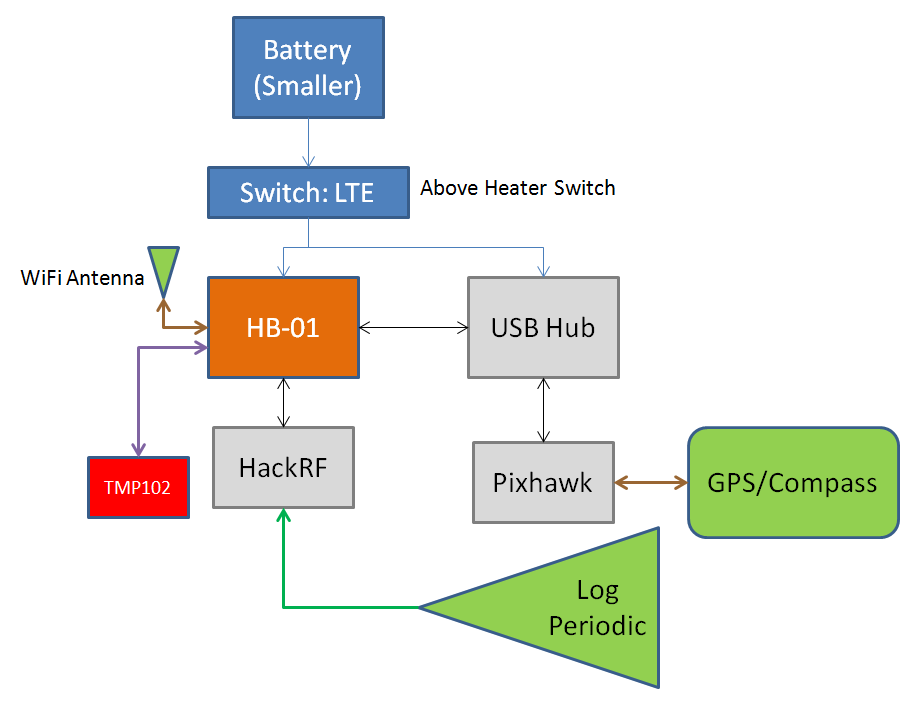 Battery
(Smaller)
Switch: LTE
Above Heater Switch
WiFi Antenna
HB-01
USB Hub
TMP102
HackRF
Pixhawk
GPS/Compass
Log
Periodic